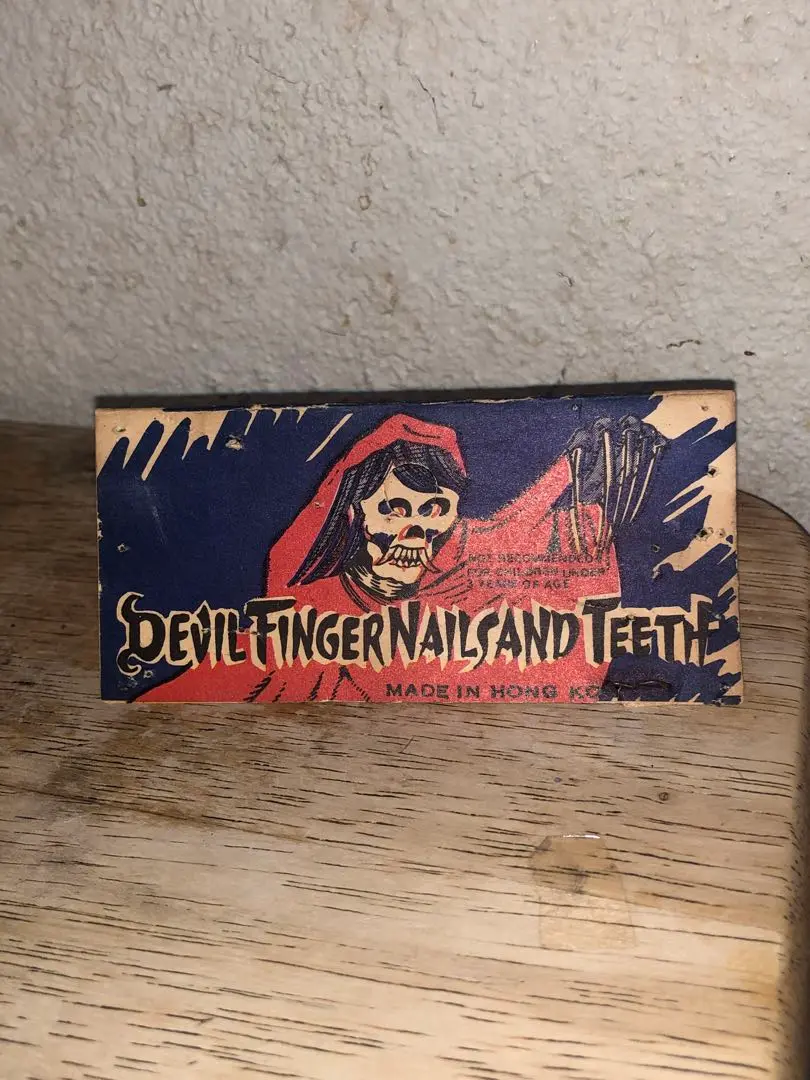 NOT RECOMMENDED
FOR CHILDREN UNDER
3 YEARS OF AGE
DEVIL FINGER NAILS AND TEETH
MADE IN HONG